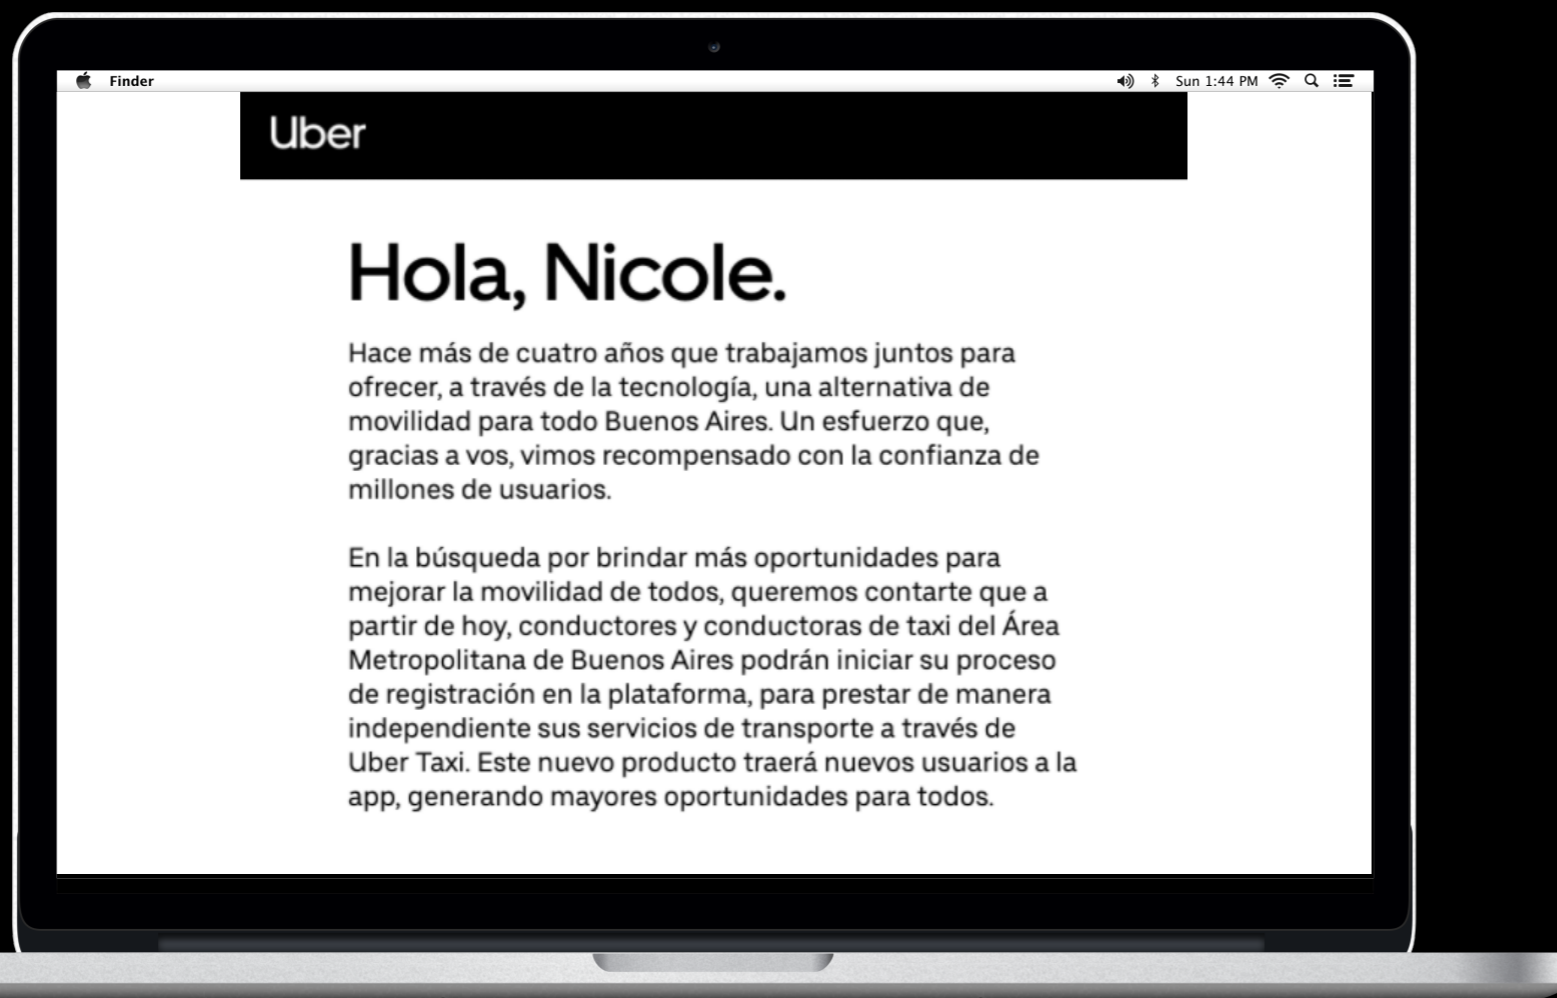 Finder
Sun 1:44 PM
Uber
Hola, Nicole.
Hace más de cuatro años que trabajamos juntos para
ofrecer, a través de la tecnología, una alternativa de
movilidad para todo Buenos Aires. Un esfuerzo que,
gracias a vos, vimos recompensado con la confianza de
millones de usuarios.
En la búsqueda por brindar más oportunidades para
mejorar la movilidad de todos, queremos contarte que a
partir de hoy, conductores y conductoras de taxi del Área
Metropolitana de Buenos Aires podrán iniciar su proceso
de registración en la plataforma, para prestar de manera
independiente sus servicios de transporte a través de
Uber Taxi. Este nuevo producto traerá nuevos usuarios a la
app, generando mayores oportunidades para todos.